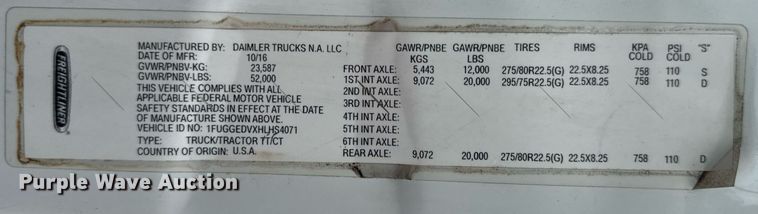 FREIGHTLINER
MANUFACTURED BY: DAIMLER TRUCKS N.A. LLC
DATE OF MFR: 10/16
GVWR/PNBV-KG: 23,587
GVWR/PNBV-LBS: 52,000
THIS VEHICLE COMPLIES WITH ALL
APPLICABLE FEDERAL MOTOR VEHICLE
SAFETY STANDARDS IN EFFECT AT THE DATE
OF MANUFACTURE SHOWN ABOVE.
VEHICLE ID NO: 1FUGGEDVXHLHS4071
TYPE: TRUCK/TRACTOR TT/CT
COUNTRY OF ORIGIN: U.S.A.
GAWR/PNBE KGS GAWR/PNBE LBS TIRES RIMS KPA COLD PSI COLD "S"
FRONT AXLE: 5,443 12,000 275/80R22.5(G) 22.5X8.25 758 110 S
1ST INT AXLE: 9,072 20,000 295/75R22.5(G) 22.5X8.25 758 110 D
2ND INT AXLE:
3RD INT AXLE:
4TH INT AXLE:
5TH INT AXLE:
6TH INT AXLE:
REAR AXLE: 9,072 20,000 275/80R22.5(G) 22.5X8.25 758 110 D
Purple Wave Auction